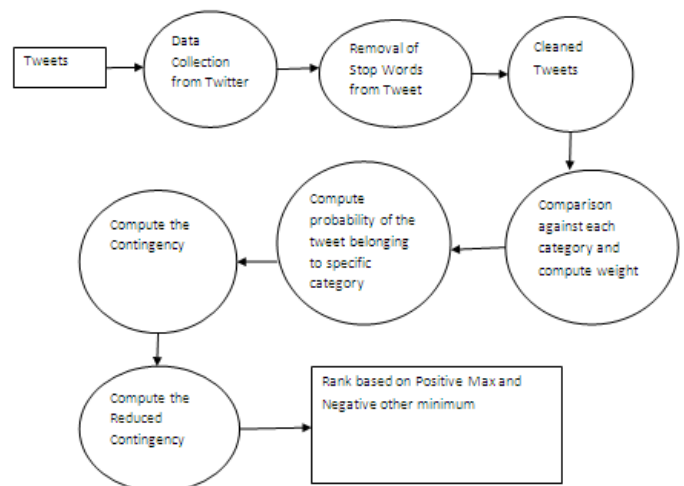 Tweets
Data
Collection
from Twitter
Removal of
Stop Words
from Tweet
Cleaned
Tweets
Comparison
against each
category and
compute weight
Compute
probability of the
tweet belonging
to specific
category
Compute the
Contingency
Compute the
Reduced
Contingency
Rank based on Positive Max and
Negative other minimum